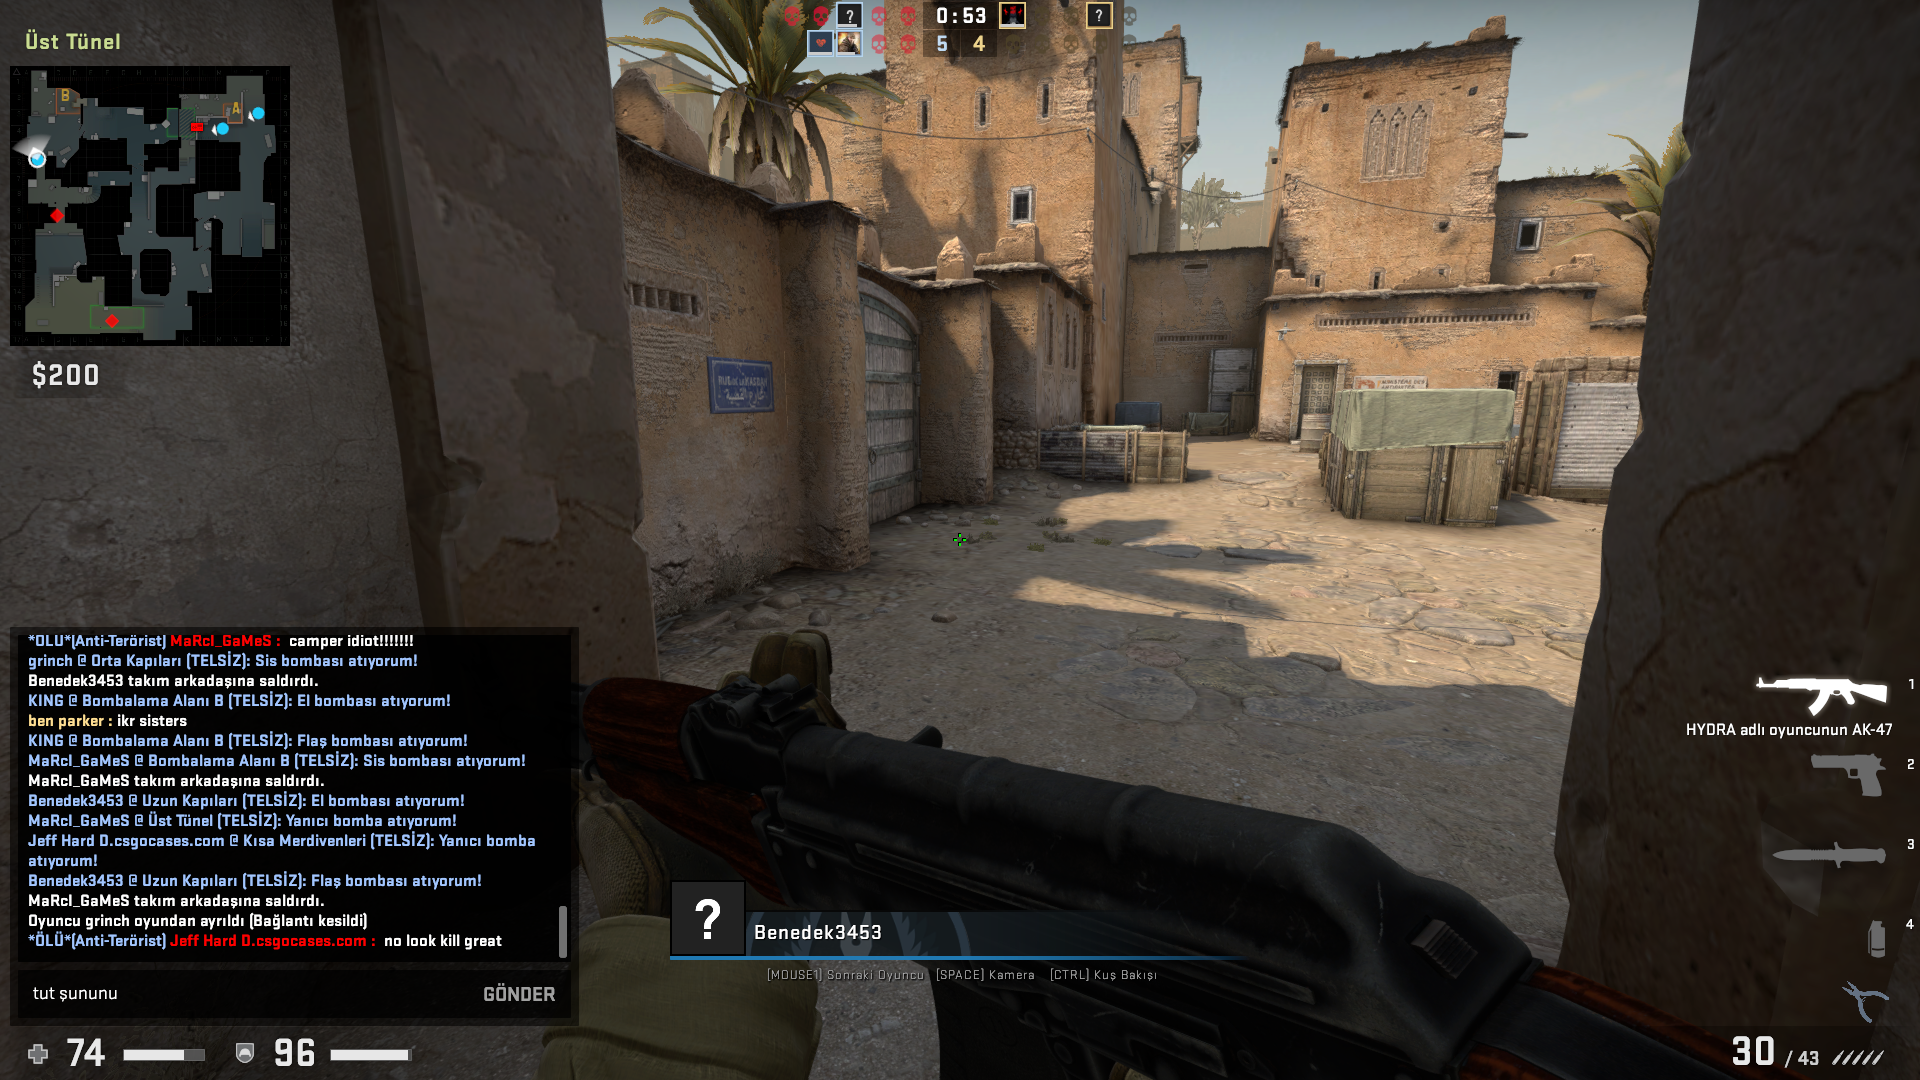 Üst Tünel
B
A
$200
?
0:53
?
5
4
*ÖLÜ*(Anti-Terörist) MaRcI_GaMeS : camper idiot!!!!!!!
grinch @ Orta Kapıları (TELSİZ): Sis bombası atıyorum!
Benedek3453 takım arkadaşına saldırdı.
KING @ Bombalama Alanı B (TELSİZ): El bombası atıyorum!
ben parker : ikr sisters
KING @ Bombalama Alanı B (TELSİZ): Flaş bombası atıyorum!
MaRcI_GaMeS @ Bombalama Alanı B (TELSİZ): Sis bombası atıyorum!
MaRcI_GaMeS takım arkadaşına saldırdı.
Benedek3453 @ Uzun Kapıları (TELSİZ): El bombası atıyorum!
MaRcI_GaMeS @ Üst Tünel (TELSİZ): Yanıcı bomba atıyorum!
Jeff Hard D.csgocases.com @ Kısa Merdivenleri (TELSİZ): Yanıcı bomba
atıyorum!
Benedek3453 @ Uzun Kapıları (TELSİZ): Flaş bombası atıyorum!
MaRcI_GaMeS takım arkadaşına saldırdı.
Oyuncu grinch oyundan ayrıldı (Bağlantı kesildi)
*ÖLÜ*(Anti-Terörist) Jeff Hard D.csgocases.com : no look kill great
tut şununu
GÖNDER
74
96
?
Benedek3453
[MOUSE1] Sonraki Oyuncu [SPACE] Kamera [CTRL] Kuş Bakışı
1
HYDRA adlı oyuncunun AK-47
2
3
4
30 / 43